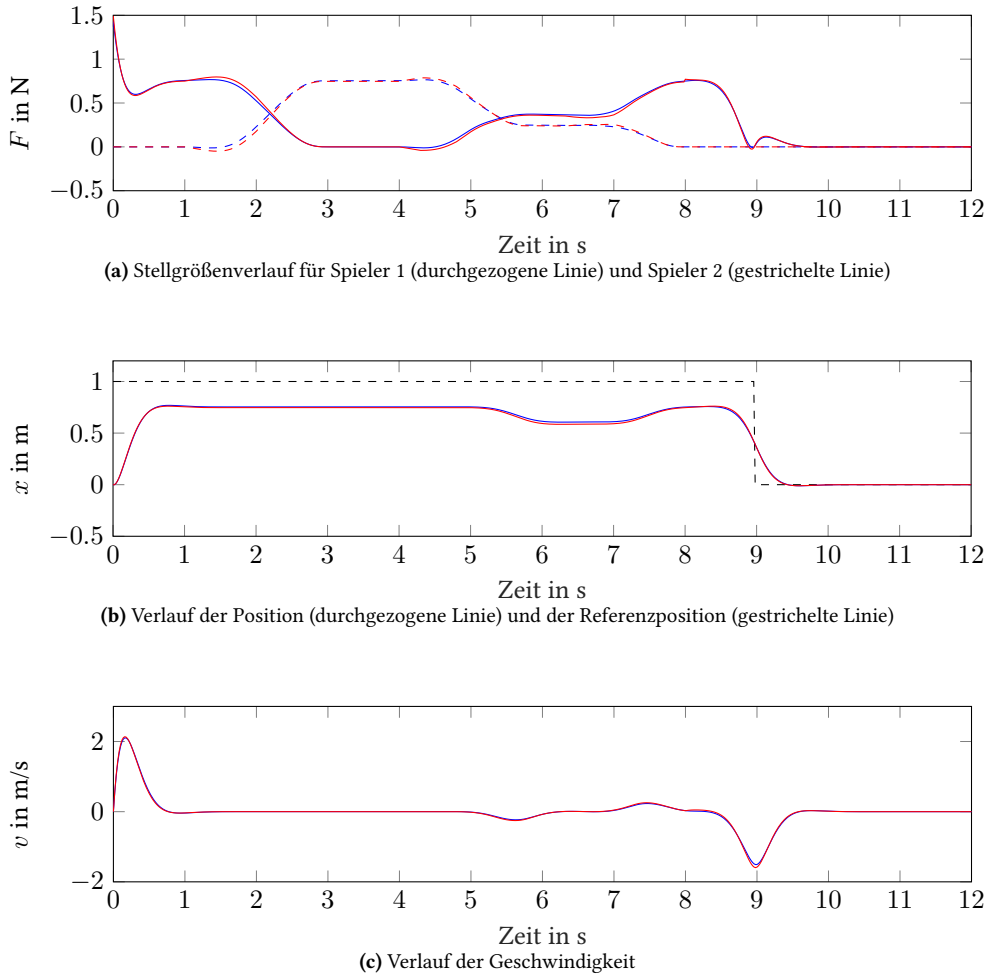 1.5
1
0.5
0
−0.5
F in N
0 1 2 3 4 5 6 7 8 9 10 11 12
Zeit in s
(a) Stellgrößenverlauf für Spieler 1 (durchgezogene Linie) und Spieler 2 (gestrichelte Linie)
1
0.5
0
−0.5
x in m
0 1 2 3 4 5 6 7 8 9 10 11 12
Zeit in s
(b) Verlauf der Position (durchgezogene Linie) und der Referenzposition (gestrichelte Linie)
2
0
−2
v in m/s
0 1 2 3 4 5 6 7 8 9 10 11 12
Zeit in s
(c) Verlauf der Geschwindigkeit